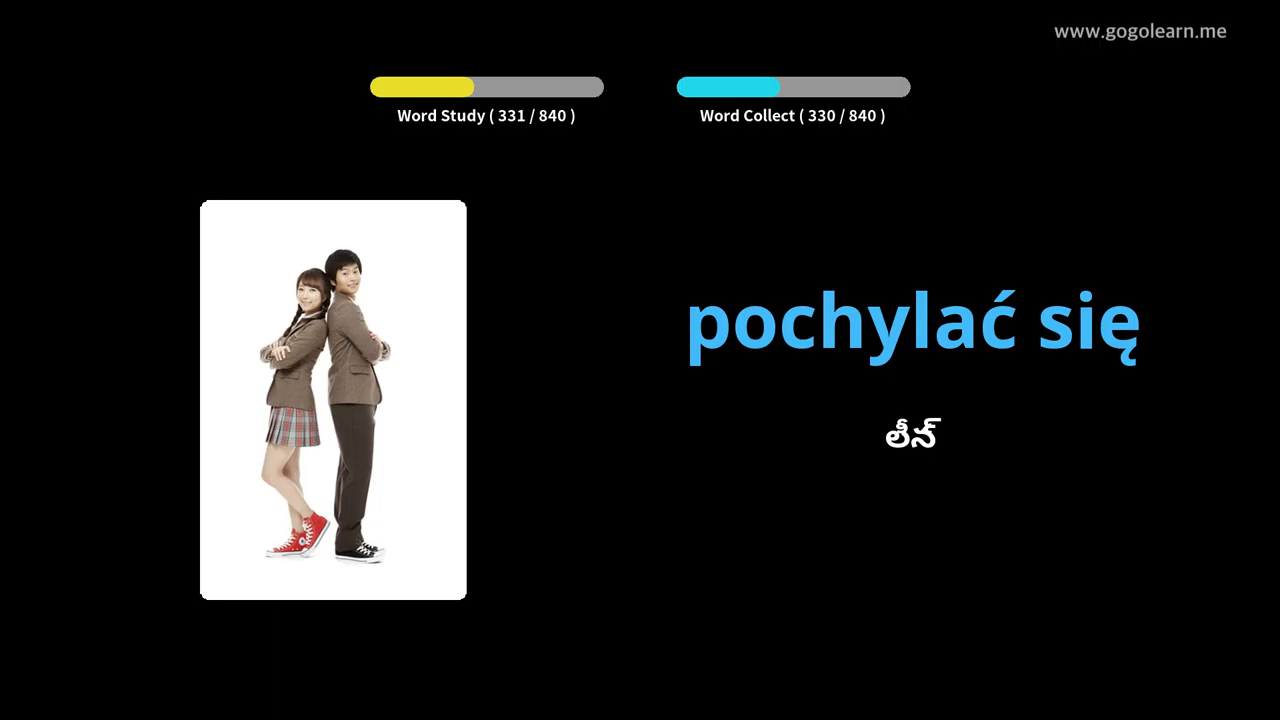 www.gogolearn.me
Word Study ( 331 / 840 )
Word Collect ( 330 / 840 )
pochylać się
లీన్